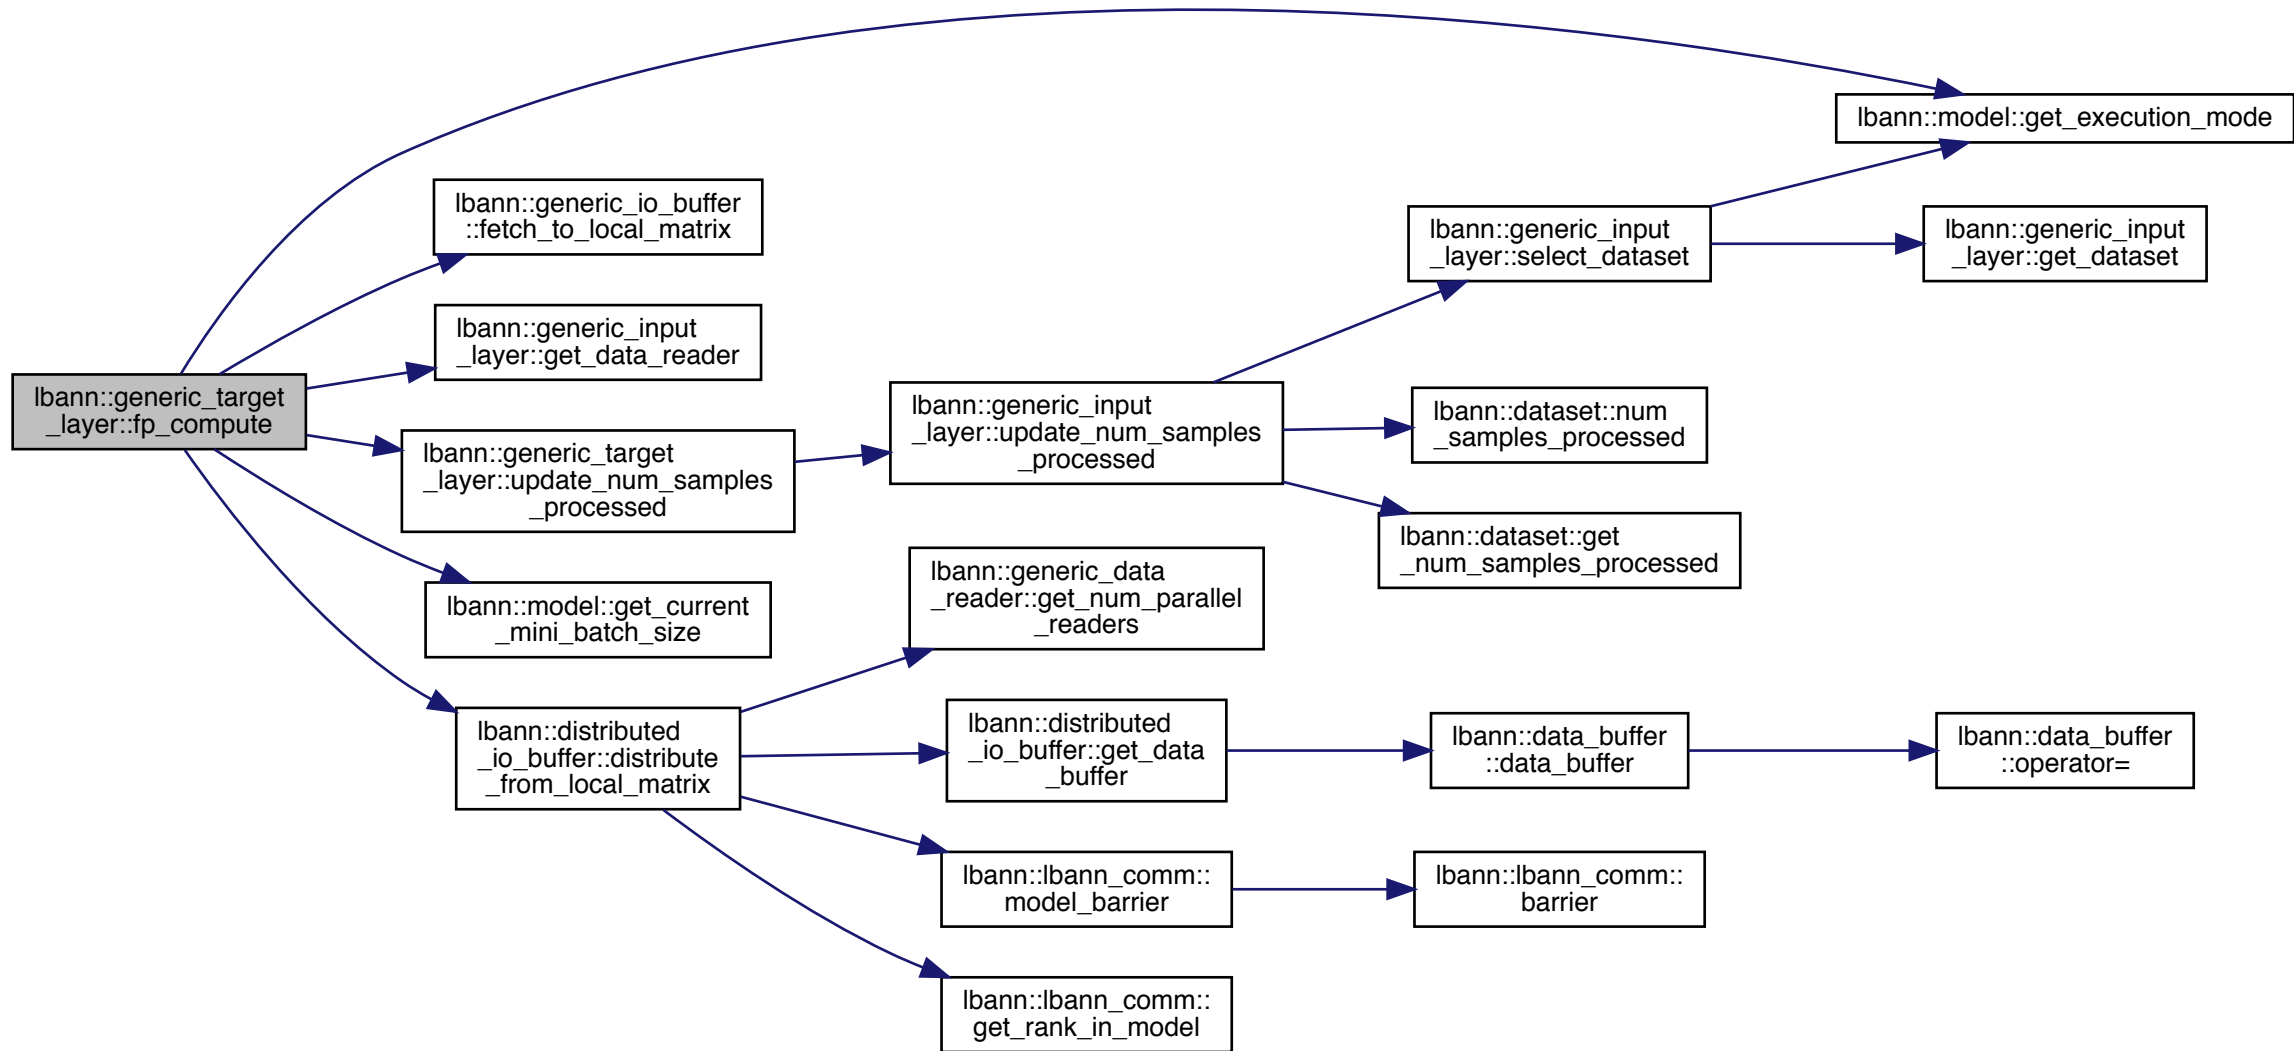 lbann::model::get_execution_mode
lbann::generic_io_buffer
::fetch_to_local_matrix
lbann::generic_input
_layer::select_dataset
lbann::generic_input
_layer::get_dataset
lbann::generic_input
_layer::get_data_reader
lbann::generic_target
_layer::fp_compute
lbann::generic_target
_layer::update_num_samples
_processed
lbann::generic_input
_layer::update_num_samples
_processed
lbann::dataset::num
_samples_processed
lbann::dataset::get
_num_samples_processed
lbann::model::get_current
_mini_batch_size
lbann::generic_data
_reader::get_num_parallel
_readers
lbann::distributed
_io_buffer::distribute
_from_local_matrix
lbann::distributed
_io_buffer::get_data
_buffer
lbann::data_buffer
::data_buffer
lbann::data_buffer
::operator=
lbann::lbann_comm::
model_barrier
lbann::lbann_comm::
barrier
lbann::lbann_comm::
get_rank_in_model